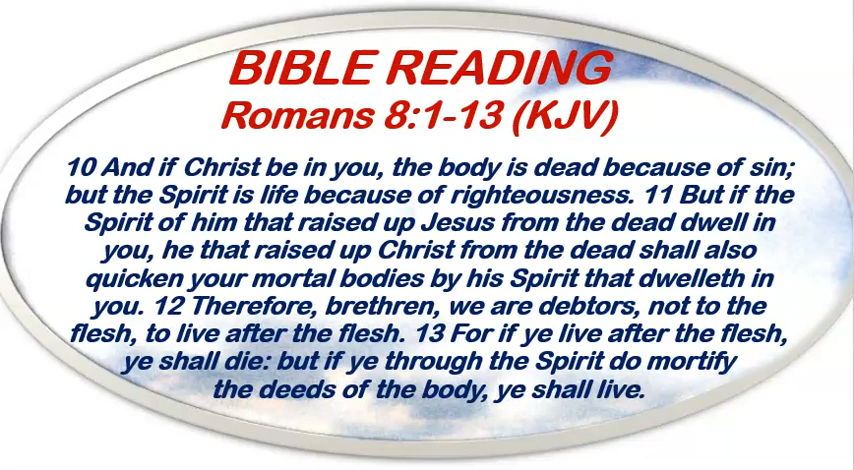 BIBLE READING
Romans 8:1-13 (KJV)
10 And if Christ be in you, the body is dead because of sin;
but the Spirit is life because of righteousness. 11 But if the
Spirit of him that raised up Jesus from the dead dwell in
you, he that raised up Christ from the dead shall also
quicken your mortal bodies by his Spirit that dwelleth in
you. 12 Therefore, brethren, we are debtors, not to the
flesh, to live after the flesh. 13 For if ye live after the flesh,
ye shall die: but if ye through the Spirit do mortify
the deeds of the body, ye shall live.